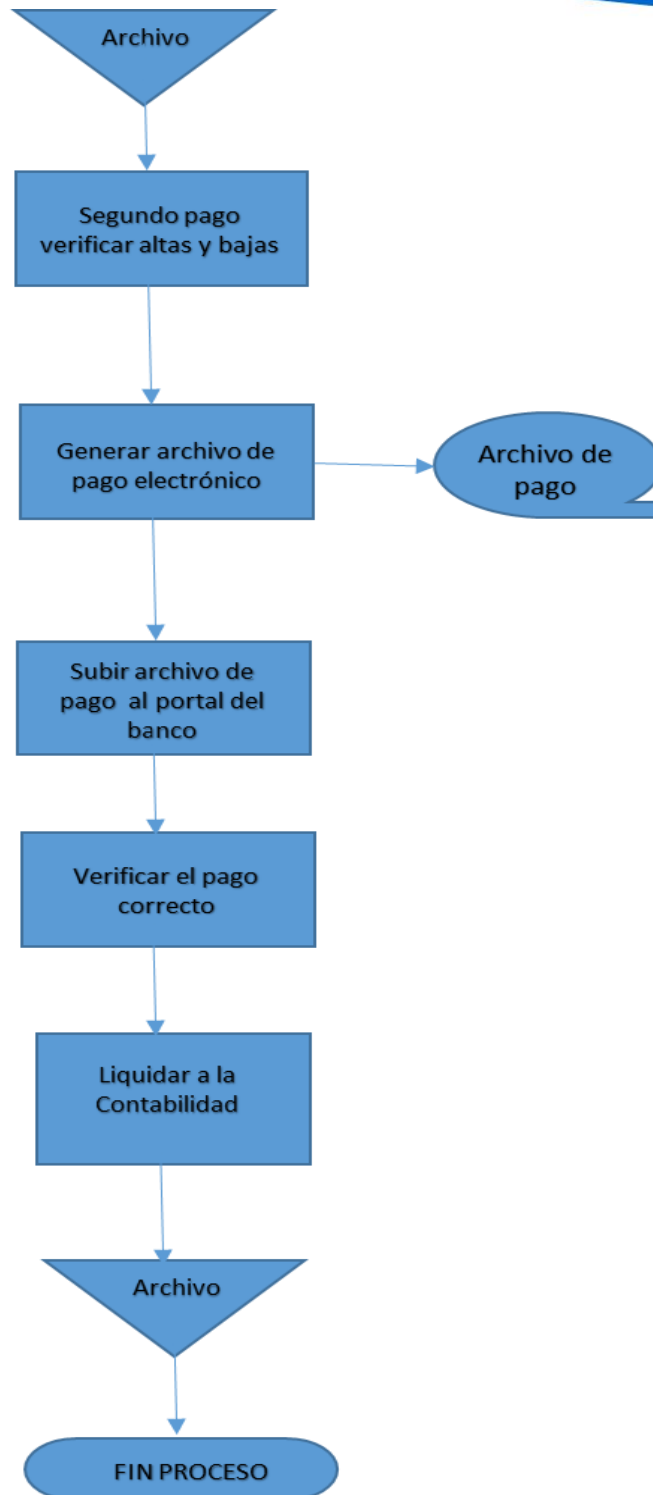 Archivo
Segundo pago
verificar altas y bajas
Generar archivo de
pago electrónico
Archivo de
pago
Subir archivo de
pago al portal del
banco
Verificar el pago
correcto
Liquidar a la
Contabilidad
Archivo
FIN PROCESO